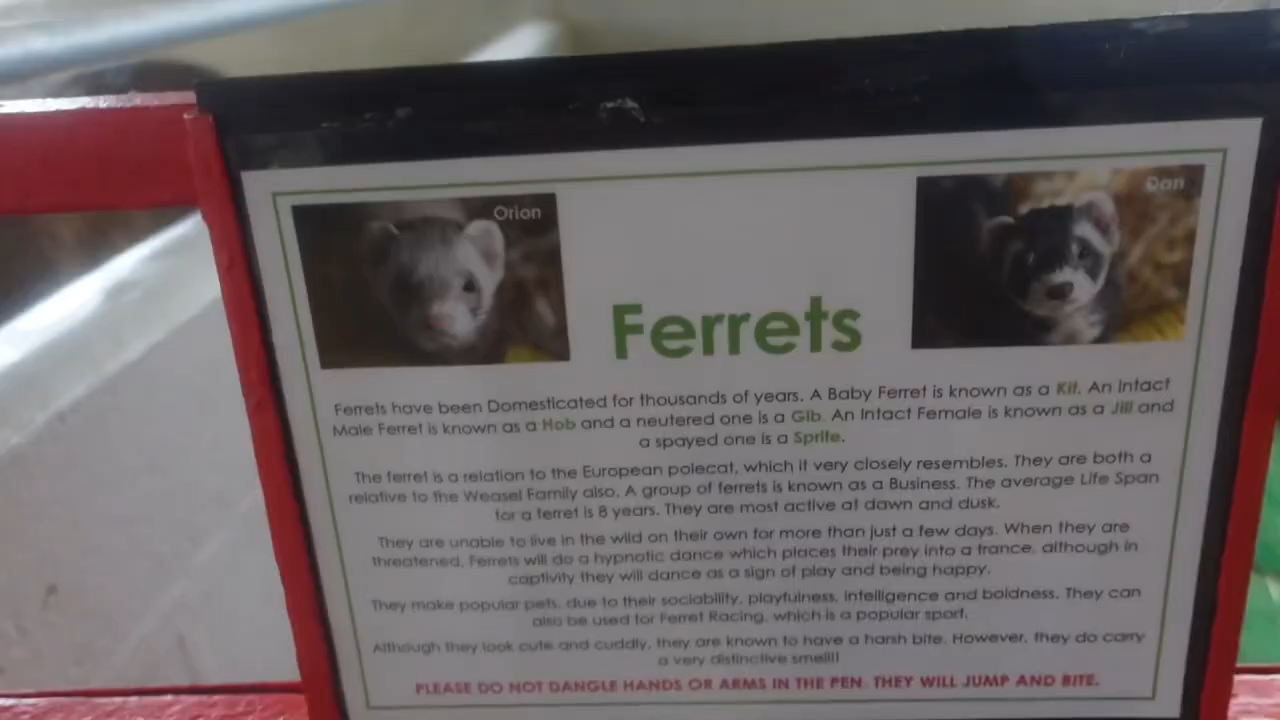 Orion
Dan
Ferrets
Ferrets have been Domesticated for thousands of years. A Baby Ferret is known as a Kit. An Intact
Male Ferret is known as a Hob and a neutered one is a Gib. An Intact Female is known as a Jill and
a spayed one is a Sprite.
The ferret is a relation to the European polecat, which it very closely resembles. They are both a
relative to the Weasel Family also. A group of ferrets is known as a Business. The average Life Span
for a ferret is 8 years. They are most active at dawn and dusk.
They are unable to live in the wild on their own for more than just a few days. When they are
threatened, Ferrets will do a hypnotic dance which places their prey into a trance, although in
captivity they will dance as a sign of play and being happy.
They make popular pets, due to their sociability, playfulness, intelligence and boldness. They can
also be used for Ferret Racing, which is a popular sport.
Although they look cute and cuddly, they are known to have a harsh bite. However, they do carry
a very distinctive smell!!
PLEASE DO NOT DANGLE HANDS OR ARMS IN THE PEN. THEY WILL JUMP AND BITE.